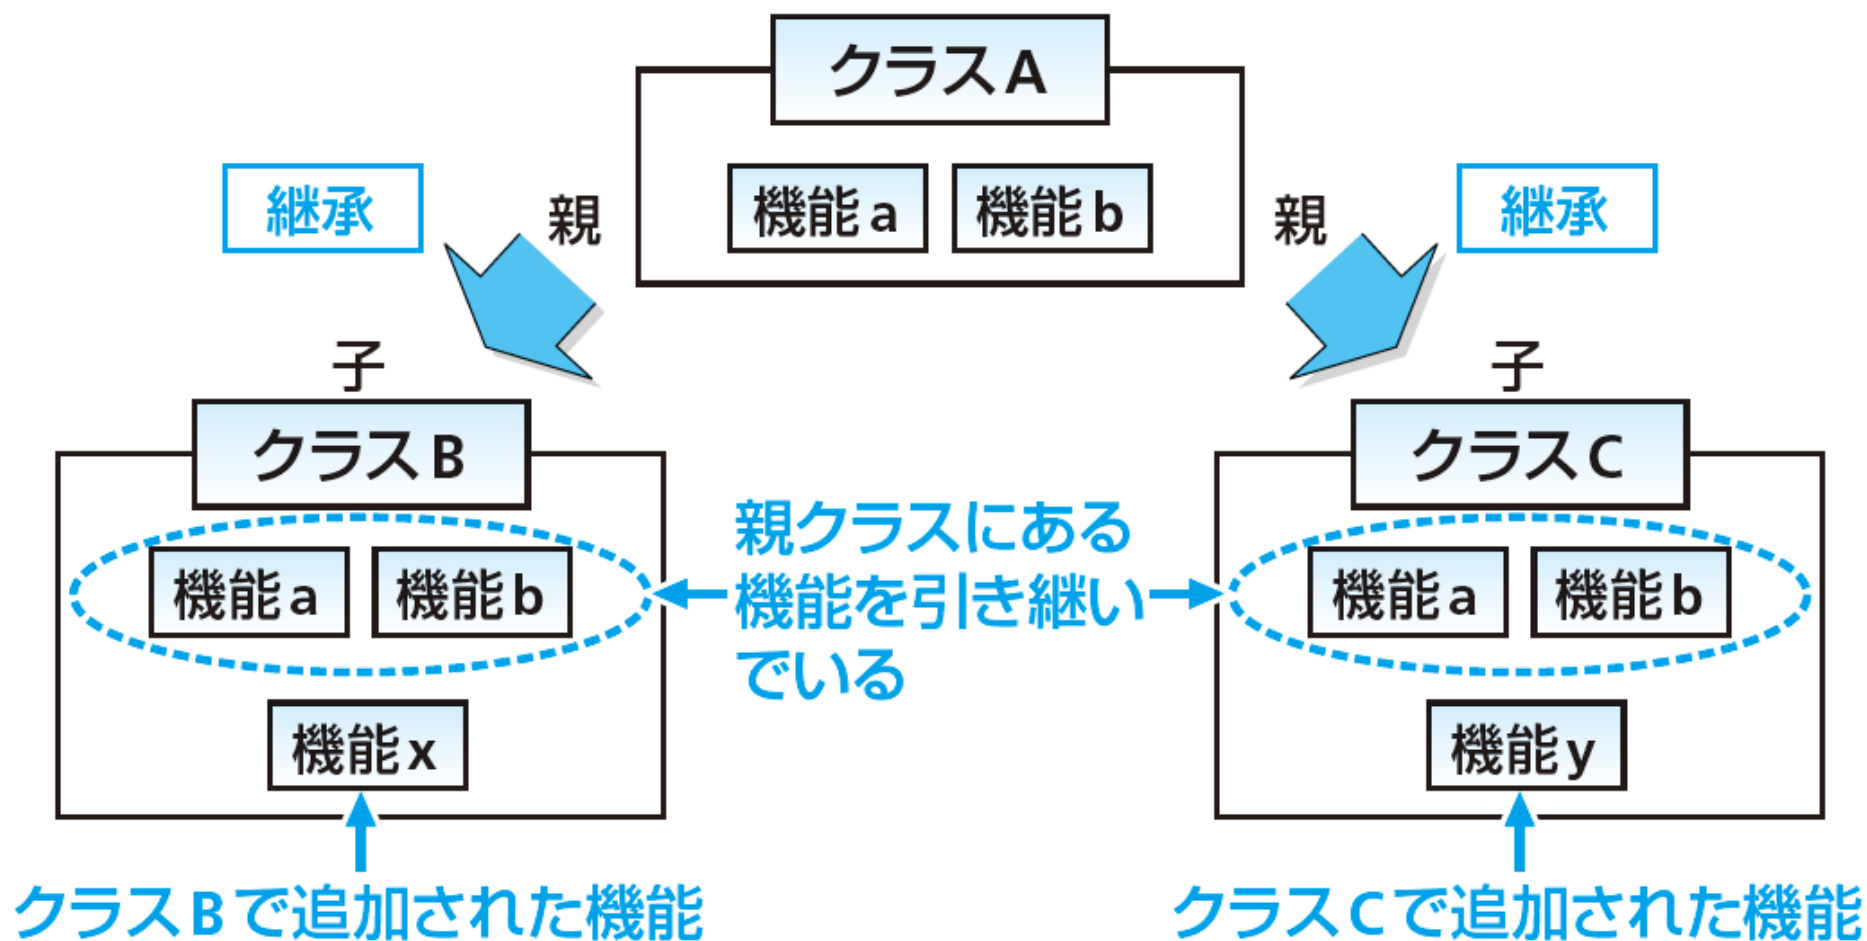 クラスA
機能a
機能b
継承
親
親
継承
子
子
クラスB
クラスC
機能a
機能b
親クラスにある
機能を引き継い
でいる
機能a
機能b
機能x
機能y
クラスBで追加された機能
クラスCで追加された機能